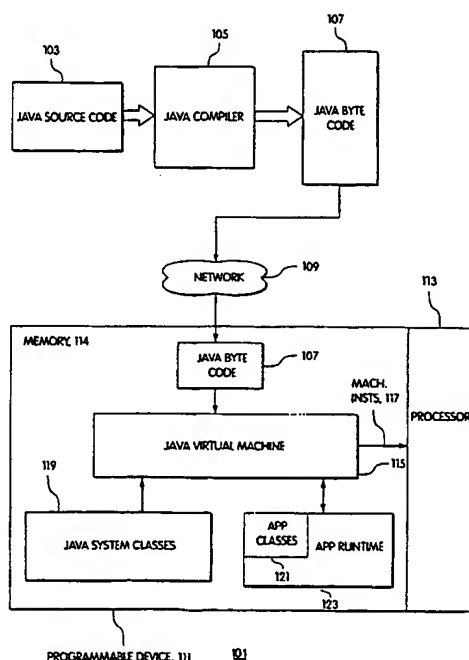 107
105
103
JAVA SOURCE CODE
JAVA COMPILER
JAVA BYTE
CODE
NETWORK
109
113
MEMORY, 114
JAVA BYTE
CODE
107
MACH.
INSTS, 117
PROCESSOR
JAVA VIRTUAL MACHINE
115
119
JAVA SYSTEM CLASSES
APP
CLASSES
APP RUNTIME
121
123
PROGRAMMABLE DEVICE, 111
101